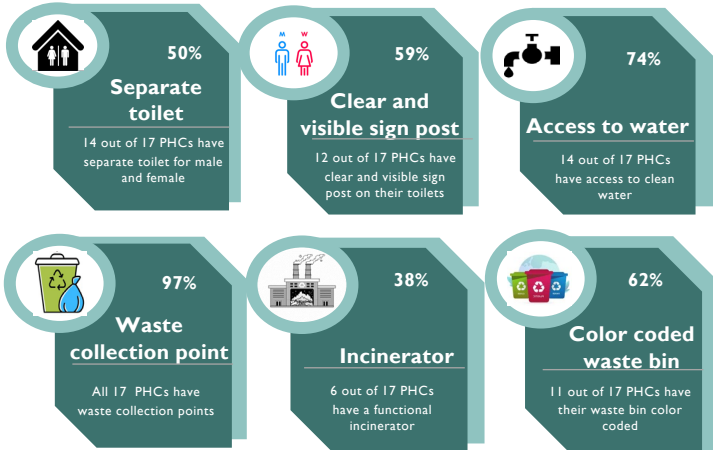 50%
Separate
toilet
14 out of 17 PHCs have
separate toilet for male
and female
M W
59%
Clear and
visible sign post
12 out of 17 PHCs have
clear and visible sign
post on their toilets
74%
Access to water
14 out of 17 PHCs
have access to clean
water
97%
Waste
collection point
All 17 PHCs have
waste collection points
38%
Incinerator
6 out of 17 PHCs
have a functional
incinerator
62%
Color coded
waste bin
11 out of 17 PHCs have
their waste bin color
coded